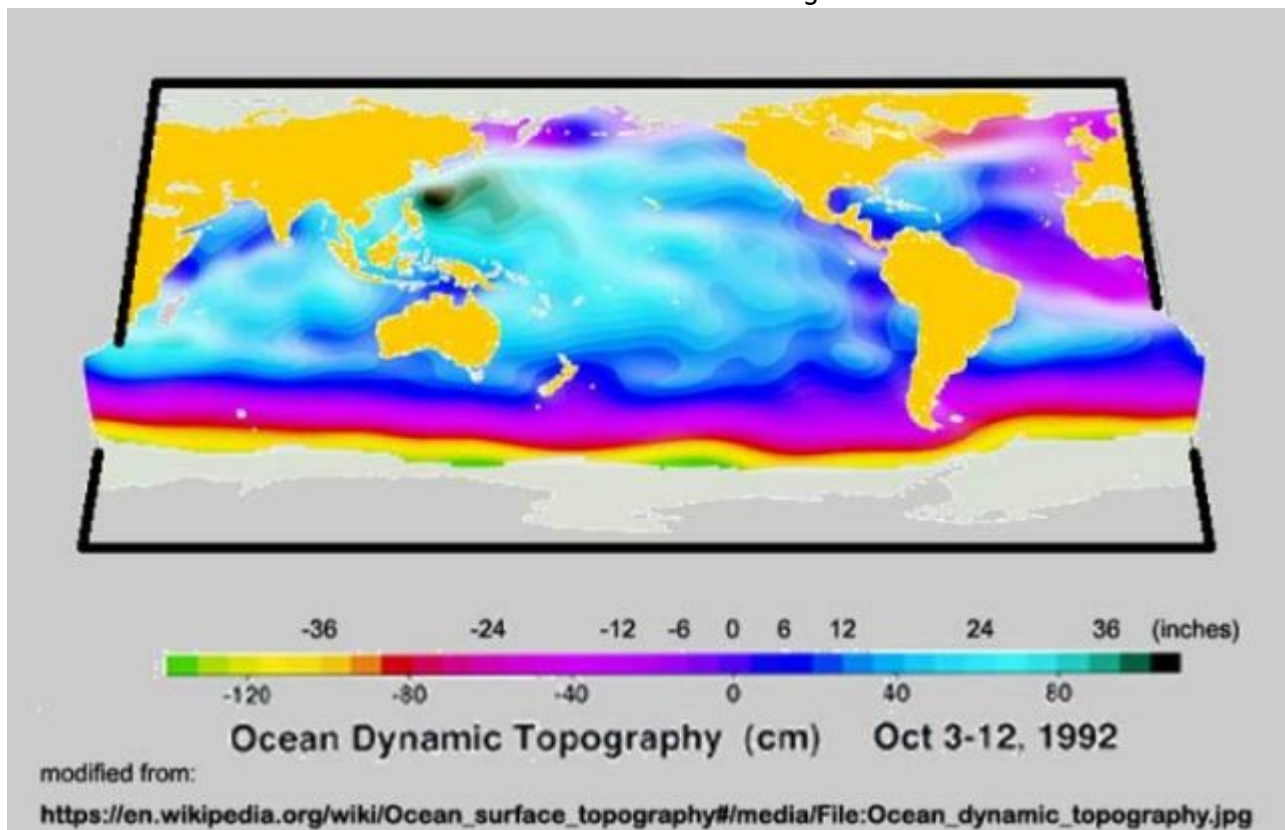 -36 -24 -12 -6 0 6 12 24 36 (inches)
-120 -80 -40 0 40 80
Ocean Dynamic Topography (cm) Oct 3-12, 1992
modified from:
https://en.wikipedia.org/wiki/Ocean_surface_topography#/media/File:Ocean_dynamic_topography.jpg